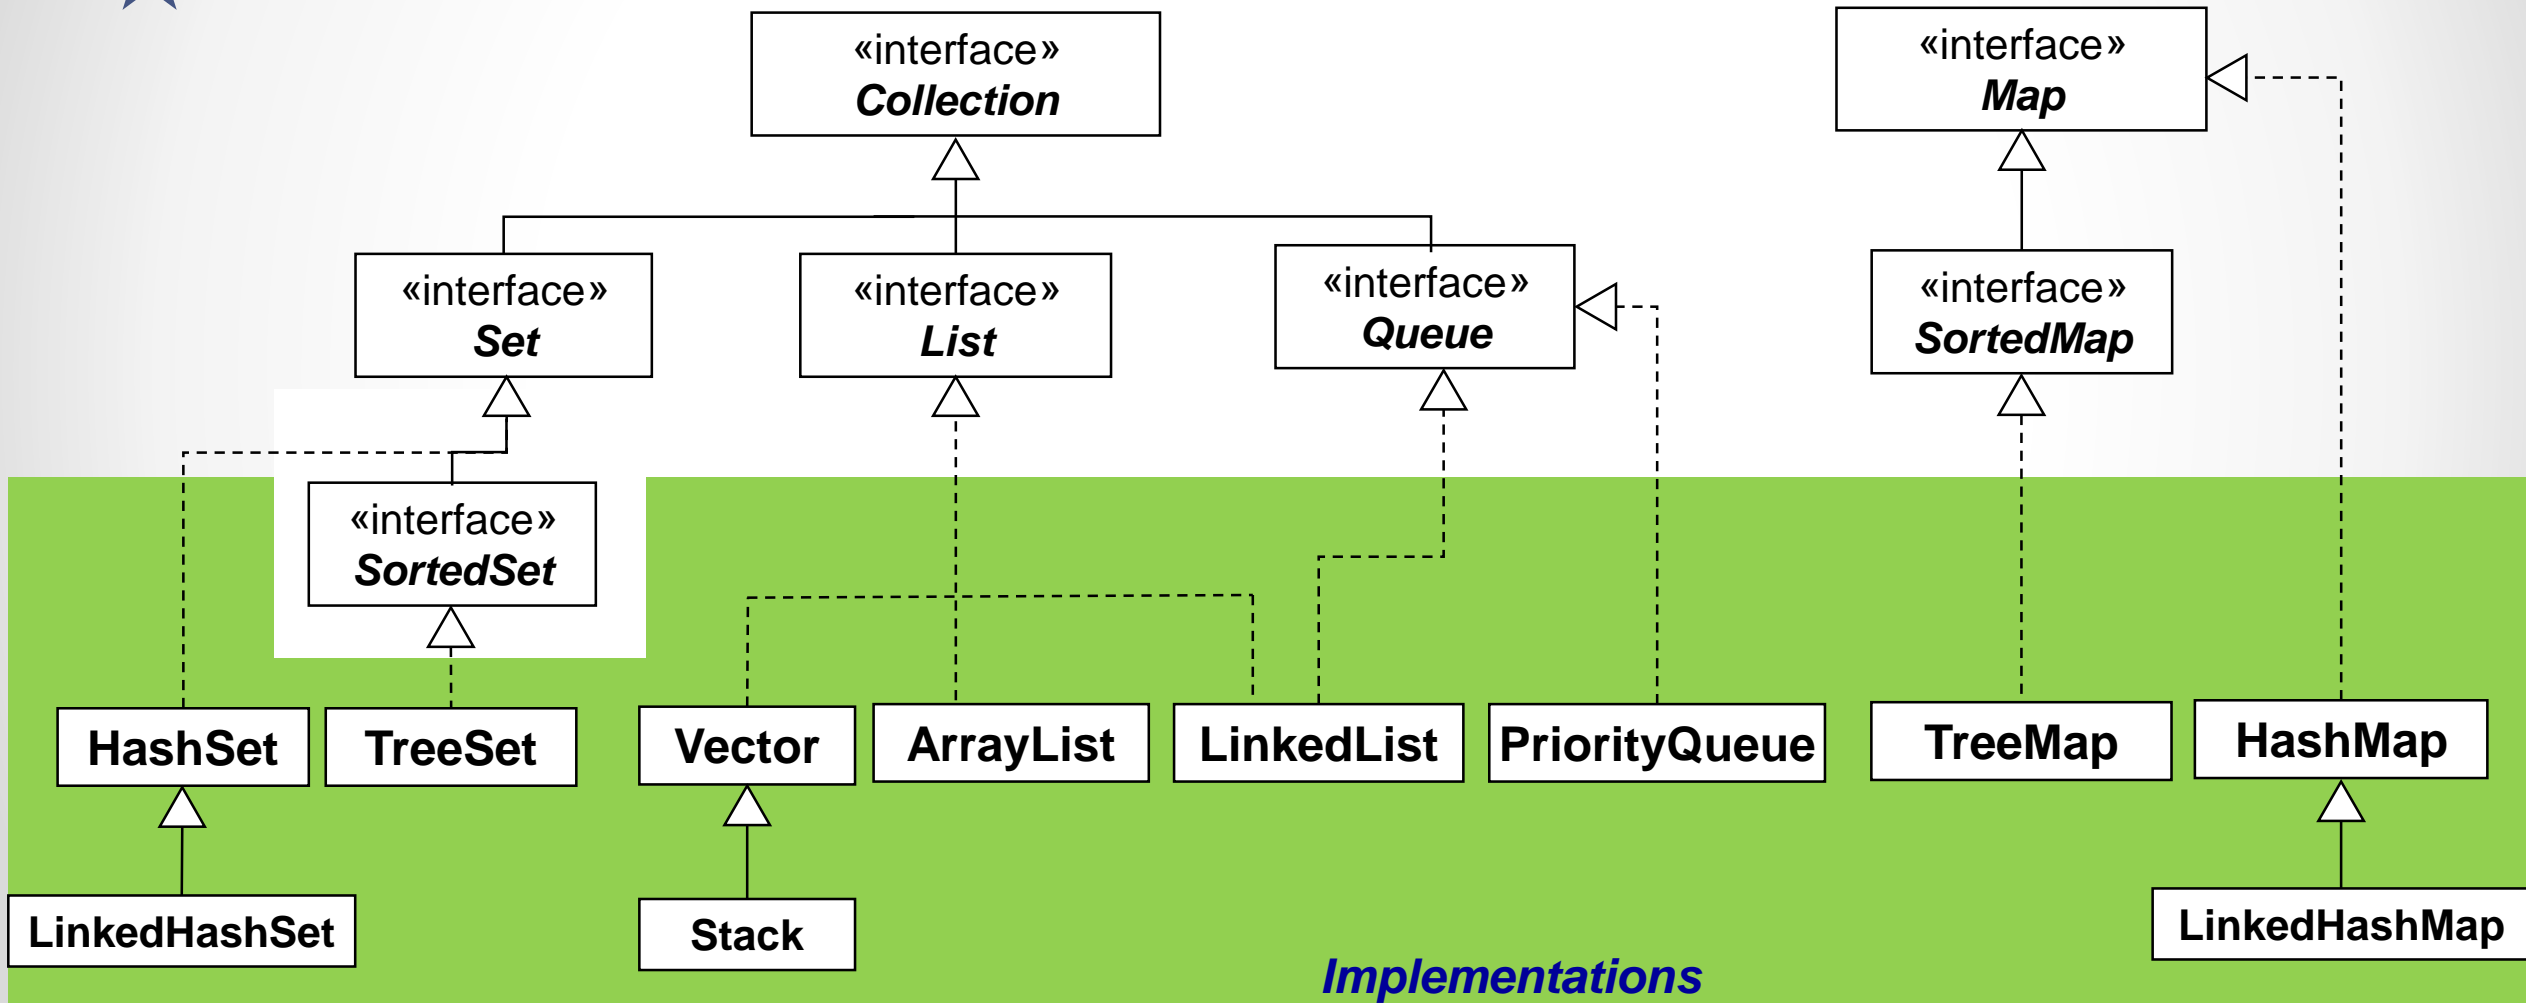 «interface»
Collection
«interface»
Map
«interface»
Set
«interface»
List
«interface»
Queue
«interface»
SortedMap
«interface»
SortedSet
HashSet
TreeSet
Vector
ArrayList
LinkedList
PriorityQueue
TreeMap
HashMap
LinkedHashSet
Stack
LinkedHashMap
Implementations